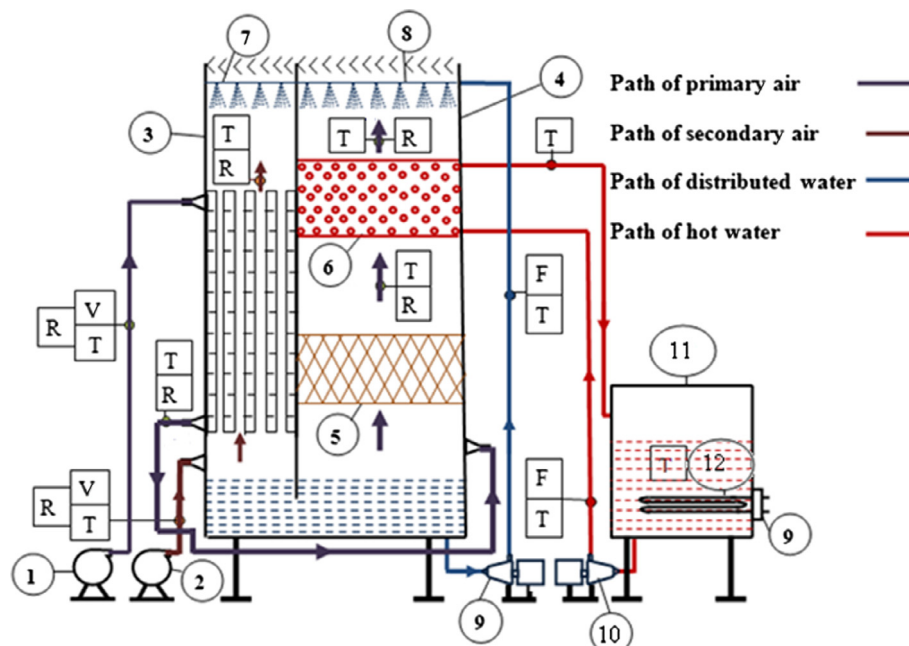 7
8
4
3
T
R
T
R
T
6
T
R
V
R
T
F
T
T
R
5
11
T
12
F
T
V
R
T
9
1
2
9
10
Path of primary air
Path of secondary air
Path of distributed water
Path of hot water